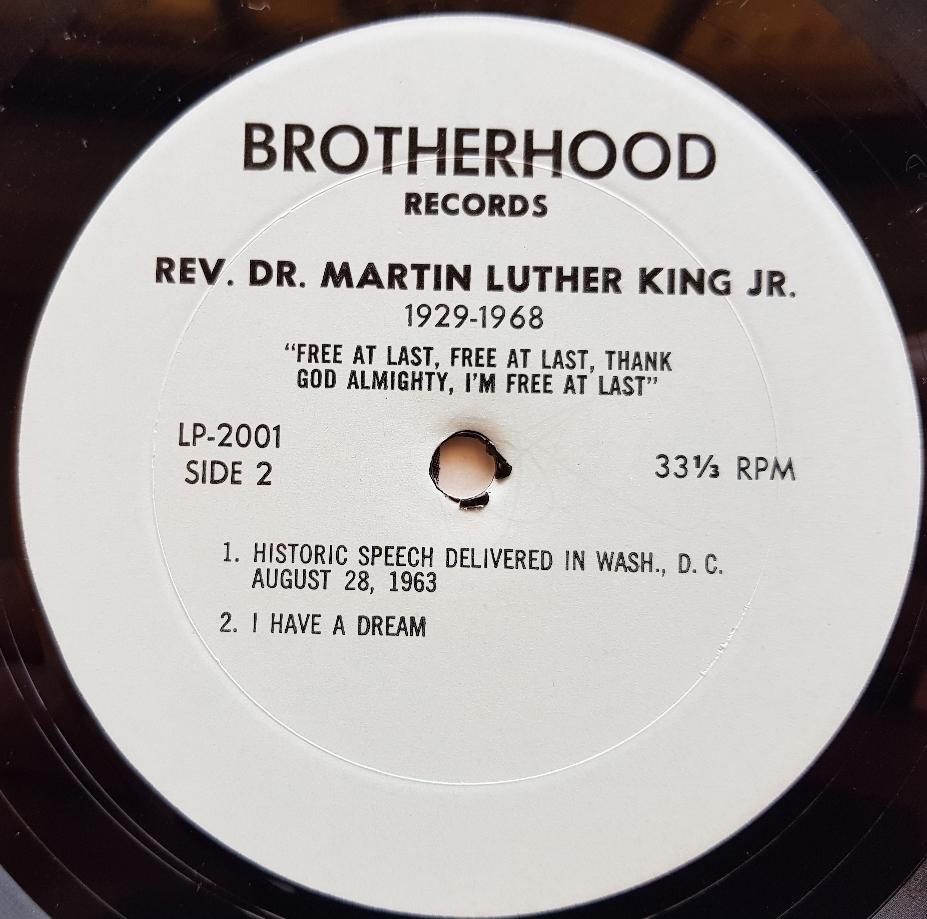 BROTHERHOOD
RECORDS
REV. DR. MARTIN LUTHER KING JR.
1929-1968
“FREE AT LAST, FREE AT LAST, THANK
GOD ALMIGHTY, I'M FREE AT LAST”
LP-2001
SIDE 2
33⅓ RPM
1. HISTORIC SPEECH DELIVERED IN WASH., D. C.
AUGUST 28, 1963
2. I HAVE A DREAM